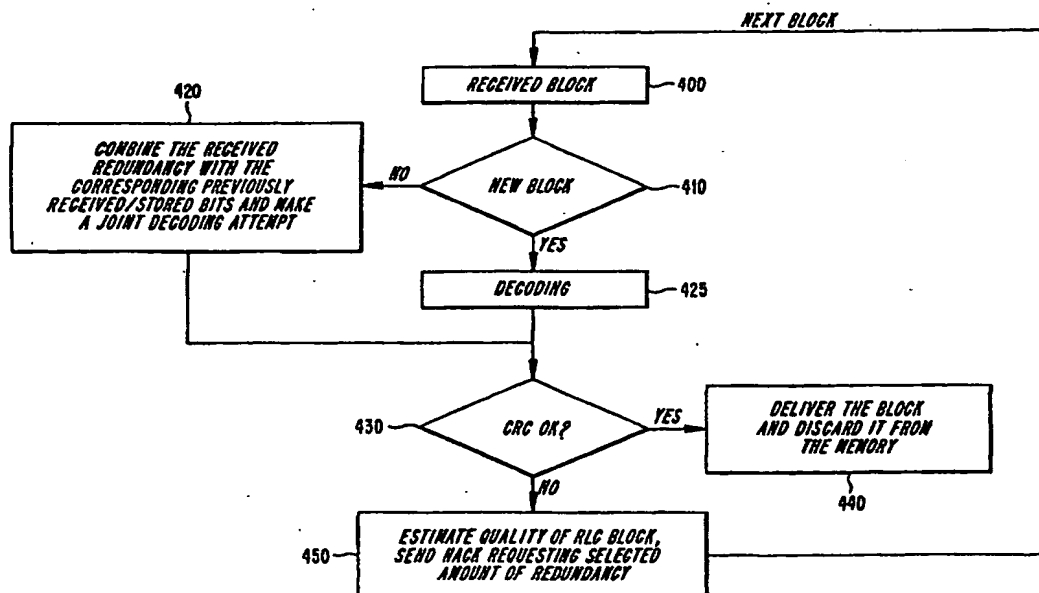 NEXT BLOCK
RECEIVED BLOCK
400
420
COMBINE THE RECEIVED
REDUNDANCY WITH THE
CORRESPONDING PREVIOUSLY
RECEIVED/STORED BITS AND MAKE
A JOINT DECODING ATTEMPT
NO
NEW BLOCK
410
YES
DECODING
425
430
CRC OK?
YES
DELIVER THE BLOCK
AND DISCARD IT FROM
THE MEMORY
440
NO
450
ESTIMATE QUALITY OF RLC BLOCK,
SEND NACK REQUESTING SELECTED
AMOUNT OF REDUNDANCY